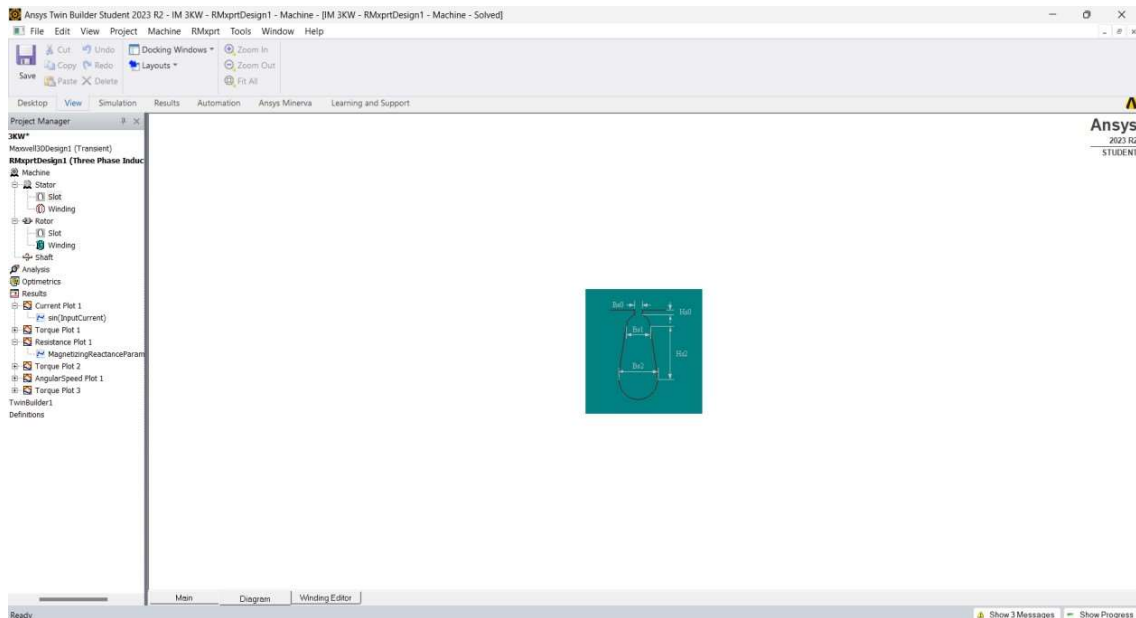 Ansys Twin Builder Student 2023 R2 - IM 3KW - RMxprtDesign1 - Machine - [IM 3KW - RMxprtDesign1 - Machine - Solved]
File Edit View Project Machine RMxprt Tools Window Help
Save
Cut Undo
Copy Redo
Paste Delete
Docking Windows
Layouts
Zoom In
Zoom Out
Fit All
Desktop View Simulation Results Automation Ansys Minerva Learning and Support
Project Manager
3KW*
Maxwell3DDesign1 (Transient)
RMxprtDesign1 (Three Phase Induc
Machine
Stator
Slot
Winding
Rotor
Slot
Winding
Shaft
Analysis
Optimetrics
Results
Current Plot 1
sin(InputCurrent)
Torque Plot 1
Resistance Plot 1
MagnetizingReactanceParam
Torque Plot 2
AngularSpeed Plot 1
Torque Plot 3
TwinBuilder1
Definitions
Ansys
2023 R2
STUDENT
Bs0
Hs0
Bs1
Hs2
Bs2
Main Diagram Winding Editor
Ready
Show 3 Messages Show Progress